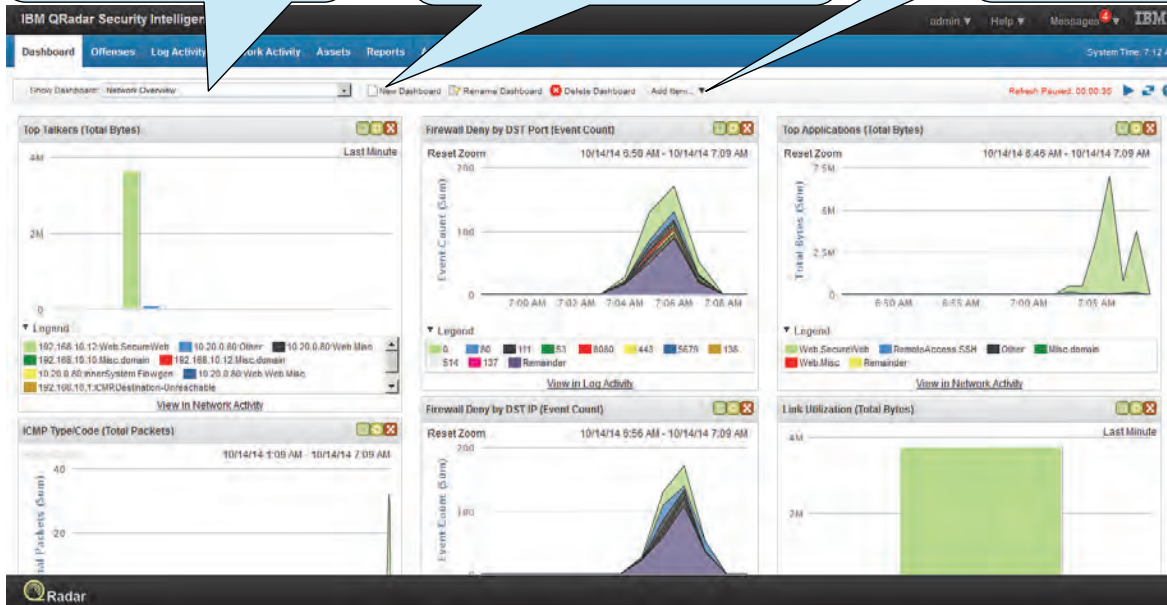 IBM QRadar Security Intelligen
admin Help Messages 4 IBM
Dashboard Offenses Log Activity ork Activity Assets Reports A
System Time: 7:12 A
Show Dashboard: Network Overview New Dashboard Rename Dashboard Delete Dashboard Add Item...
Refresh Paused: 00:00:35
Top Talkers (Total Bytes)
Last Minute
4M
2M
0
Legend
192.168.10.12:Web.SecureWeb 10.20.0.80:Other 10.20.0.80:Web.Misc
192.168.10.10:Misc.domain 192.168.10.12:Misc.domain
10.20.0.80:InnerSystem.Flowgen 10.20.0.80:Web.Web.Misc
192.168.10.1:ICMP.Destination-Unreachable
View in Network Activity
Firewall Deny by DST Port (Event Count)
Reset Zoom 10/14/14 6:50 AM - 10/14/14 7:09 AM
Event Count (Sum)
200
100
0
7:00 AM 7:02 AM 7:04 AM 7:06 AM 7:08 AM
Legend
0 80 111 53 8080 443 5679 138
514 137 Remainder
View in Log Activity
Top Applications (Total Bytes)
Reset Zoom 10/14/14 6:46 AM - 10/14/14 7:09 AM
Total Bytes (Sum)
7.5M
5M
2.5M
0
6:50 AM 6:55 AM 7:00 AM 7:05 AM
Legend
Web.SecureWeb RemoteAccess.SSH Other Misc.domain
Web.Misc Remainder
View in Network Activity
ICMP Type/Code (Total Packets)
10/14/14 1:09 AM - 10/14/14 7:09 AM
al Packets (Sum)
40
20
Firewall Deny by DST IP (Event Count)
Reset Zoom 10/14/14 6:56 AM - 10/14/14 7:09 AM
Event Count (Sum)
200
100
0
Link Utilization (Total Bytes)
Last Minute
4M
2M
QRadar